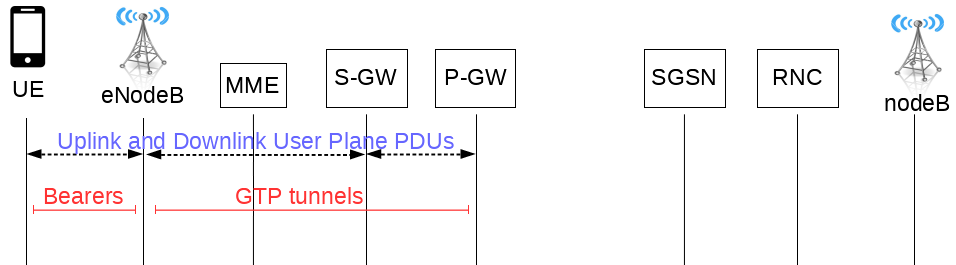 UE
eNodeB
MME
S-GW
P-GW
SGSN
RNC
nodeB
Uplink and Downlink User Plane PDUs
Bearers
GTP tunnels